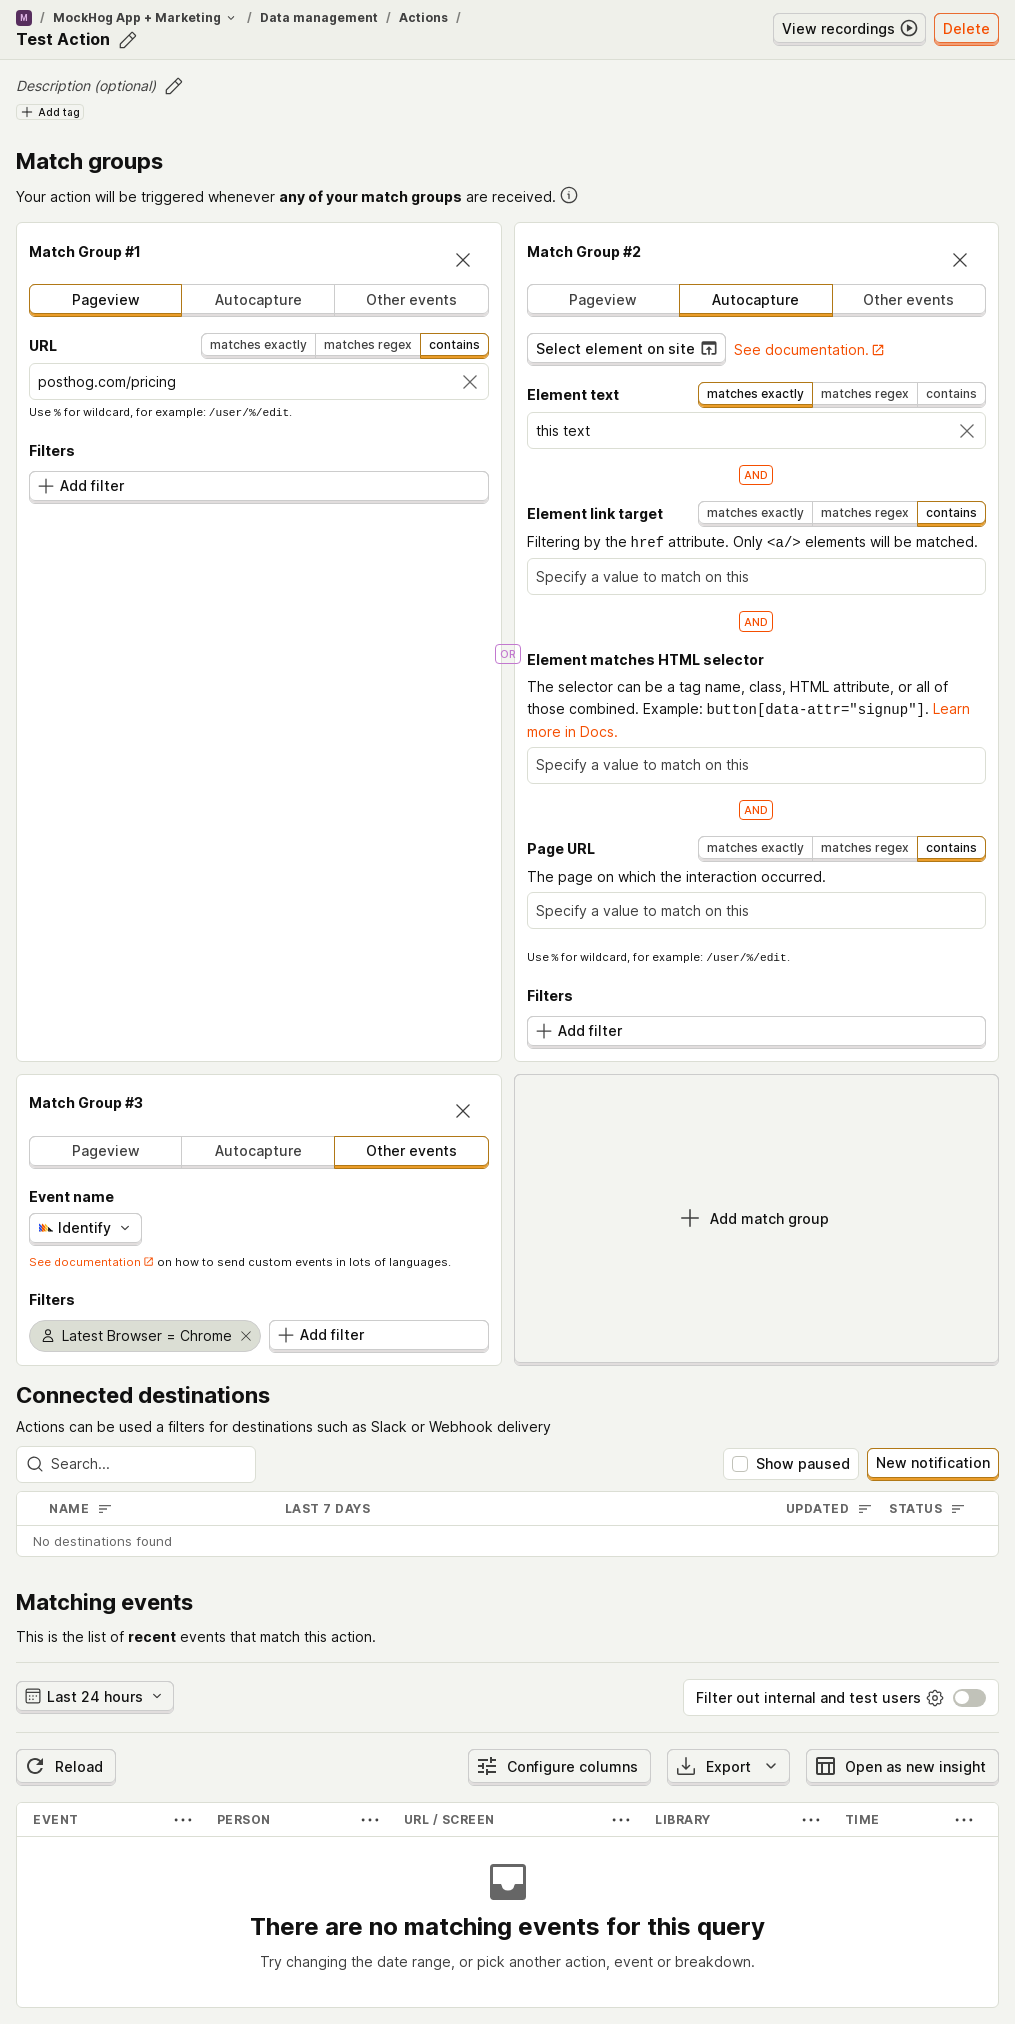 M / MockHog App + Marketing / Data management / Actions /
Test Action
View recordings
Delete
Description (optional)
Add tag
Match groups
Your action will be triggered whenever any of your match groups are received.
Match Group #1
Pageview Autocapture Other events
URL matches exactly matches regex contains
posthog.com/pricing
Use % for wildcard, for example: /user/%/edit.
Filters
Add filter
OR
Match Group #2
Pageview Autocapture Other events
Select element on site See documentation.
Element text matches exactly matches regex contains
this text
AND
Element link target matches exactly matches regex contains
Filtering by the href attribute. Only <a/> elements will be matched.
Specify a value to match on this
AND
Element matches HTML selector
The selector can be a tag name, class, HTML attribute, or all of
those combined. Example: button[data-attr="signup"]. Learn
more in Docs.
Specify a value to match on this
AND
Page URL matches exactly matches regex contains
The page on which the interaction occurred.
Specify a value to match on this
Use % for wildcard, for example: /user/%/edit.
Filters
Add filter
Match Group #3
Pageview Autocapture Other events
Event name
Identify
See documentation on how to send custom events in lots of languages.
Filters
Latest Browser = Chrome Add filter
Add match group
Connected destinations
Actions can be used a filters for destinations such as Slack or Webhook delivery
Search... Show paused New notification
NAME LAST 7 DAYS UPDATED STATUS
No destinations found
Matching events
This is the list of recent events that match this action.
Last 24 hours Filter out internal and test users
Reload Configure columns Export Open as new insight
EVENT PERSON URL / SCREEN LIBRARY TIME
There are no matching events for this query
Try changing the date range, or pick another action, event or breakdown.